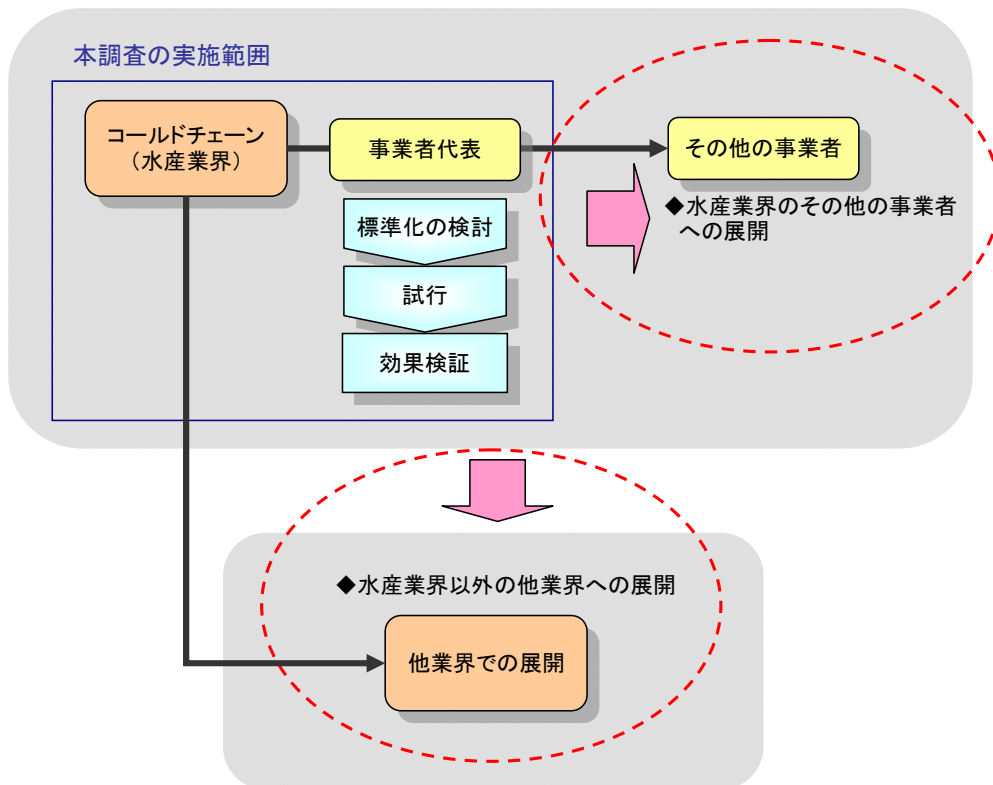 本調査の実施範囲
コールドチェーン
（水産業界）
事業者代表
その他の事業者
◆水産業界のその他の事業者
への展開
標準化の検討
試行
効果検証
◆水産業界以外の他業界への展開
他業界での展開